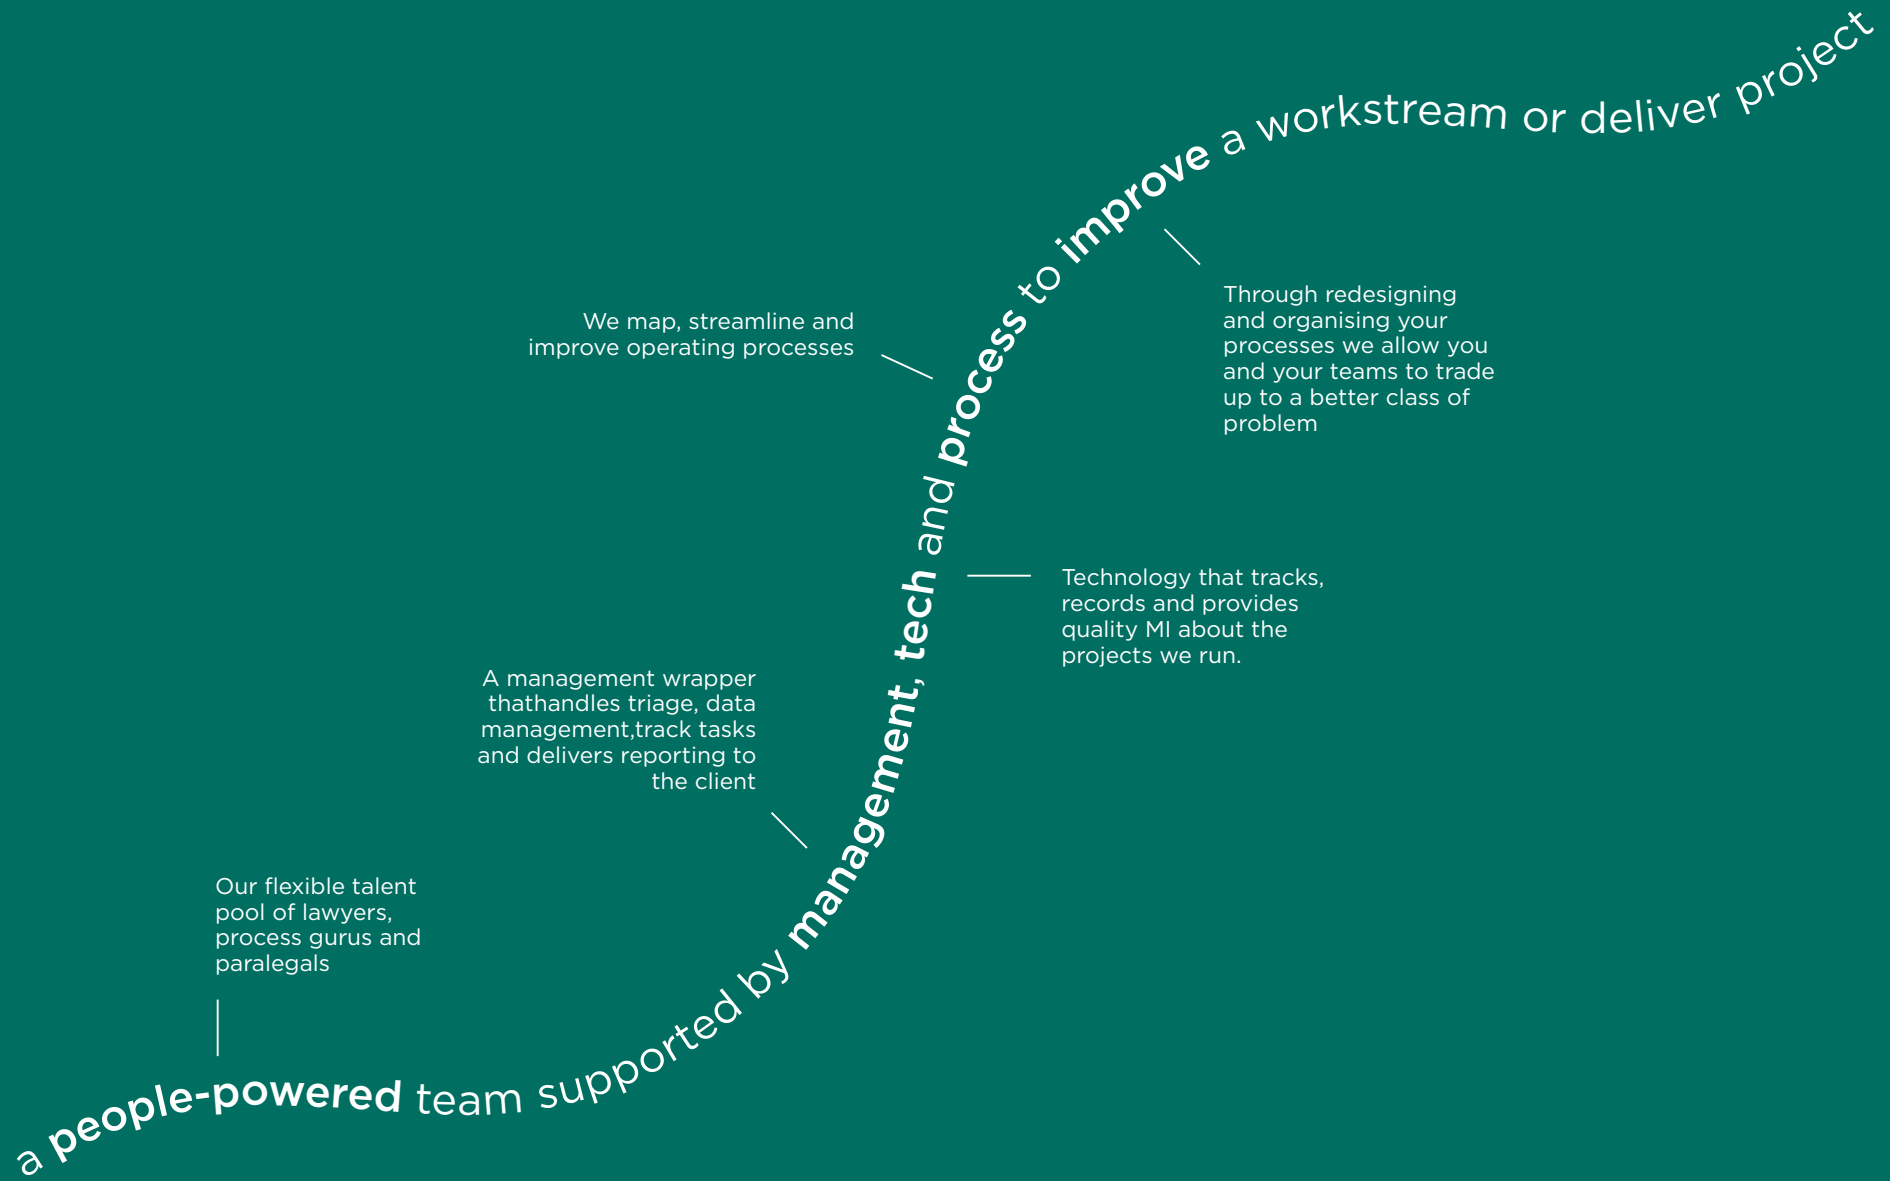 a people-powered team supported by management, tech and process to improve a workstream or deliver project
Our flexible talent
pool of lawyers,
process gurus and
paralegals
A management wrapper
thathandles triage, data
management,track tasks
and delivers reporting to
the client
Technology that tracks,
records and provides
quality MI about the
projects we run.
We map, streamline and
improve operating processes
Through redesigning
and organising your
processes we allow you
and your teams to trade
up to a better class of
problem